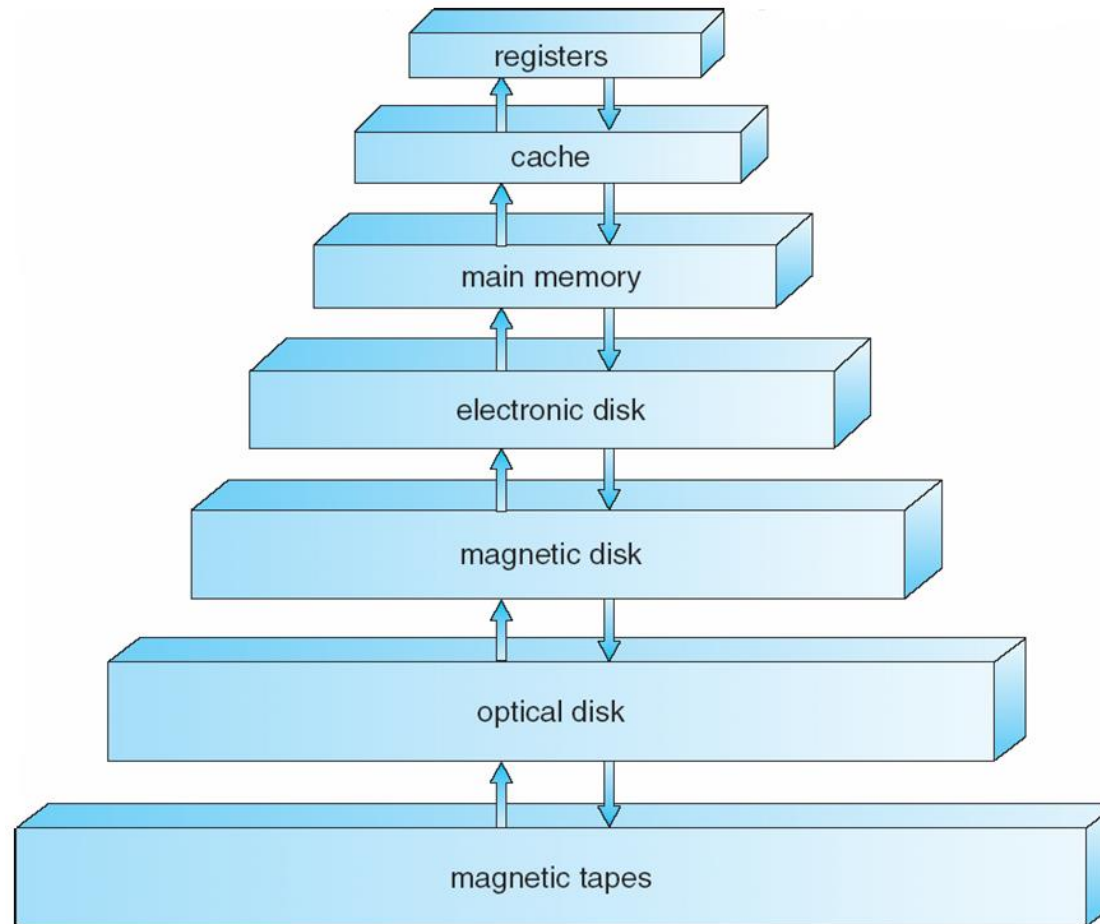 registers
cache
main memory
electronic disk
magnetic disk
optical disk
magnetic tapes